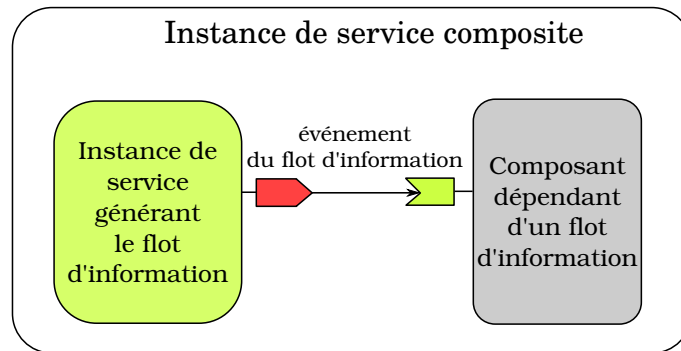 Instance de service composite
Instance de
service
générant
le flot
d'information
événement
du flot d'information
Composant
dépendant
d'un flot
d'information